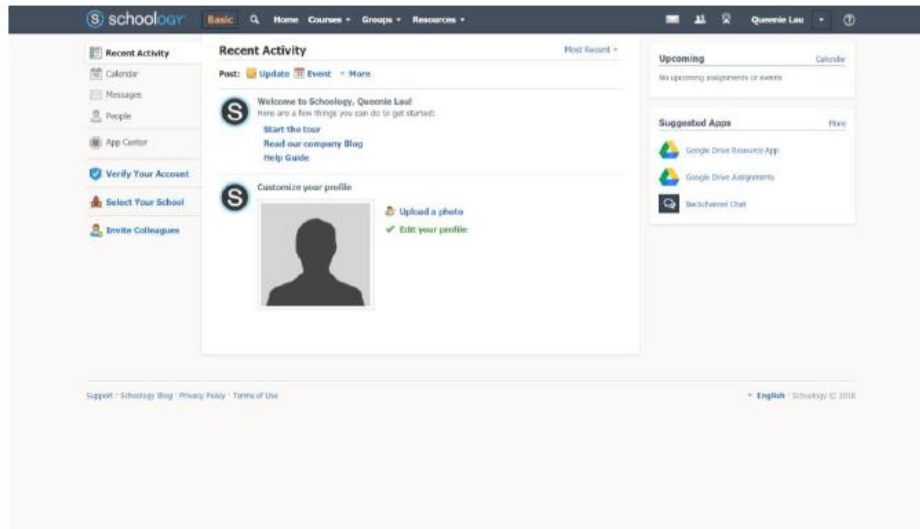 schoology Basic Home Courses Groups Resources Queenie Lau
Recent Activity
Calendar
Messages
People
App Center
Verify Your Account
Select Your School
Invite Colleagues
Recent Activity Most Recent
Post: Update Event More
Welcome to Schoology, Queenie Lau!
Here are a few things you can do to get started:
Start the tour
Read our company Blog
Help Guide
Customize your profile
Upload a photo
Edit your profile
Upcoming Calendar
No upcoming assignments or events
Suggested Apps More
Google Drive Resource App
Google Drive Assignments
Backchannel Chat
Support · Schoology Blog · Privacy Policy · Terms of Use English · Schoology © 2018